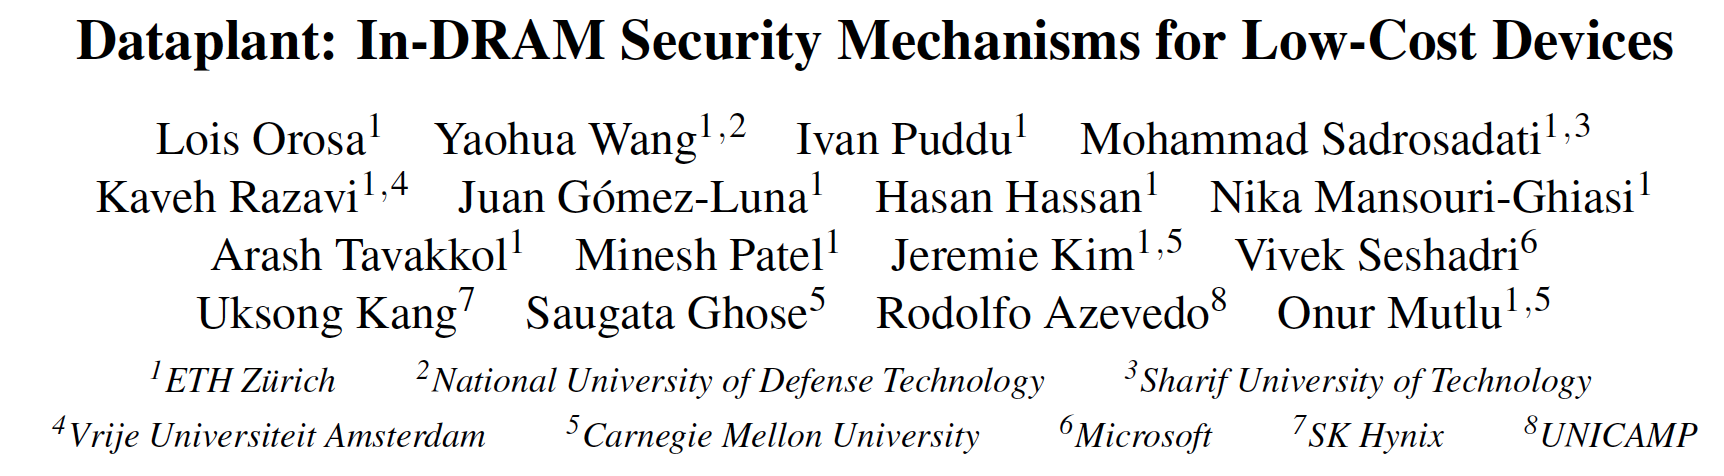 Dataplant: In-DRAM Security Mechanisms for Low-Cost Devices
Lois Orosa¹ Yaohua Wang¹,² Ivan Puddu¹ Mohammad Sadrosadati¹,³
Kaveh Razavi¹,⁴ Juan Gómez-Luna¹ Hasan Hassan¹ Nika Mansouri-Ghiasi¹
Arash Tavakkol¹ Minesh Patel¹ Jeremie Kim¹,⁵ Vivek Seshadri⁶
Uksong Kang⁷ Saugata Ghose⁵ Rodolfo Azevedo⁸ Onur Mutlu¹,⁵
¹ETH Zürich ²National University of Defense Technology ³Sharif University of Technology
⁴Vrije Universiteit Amsterdam ⁵Carnegie Mellon University ⁶Microsoft ⁷SK Hynix ⁸UNICAMP